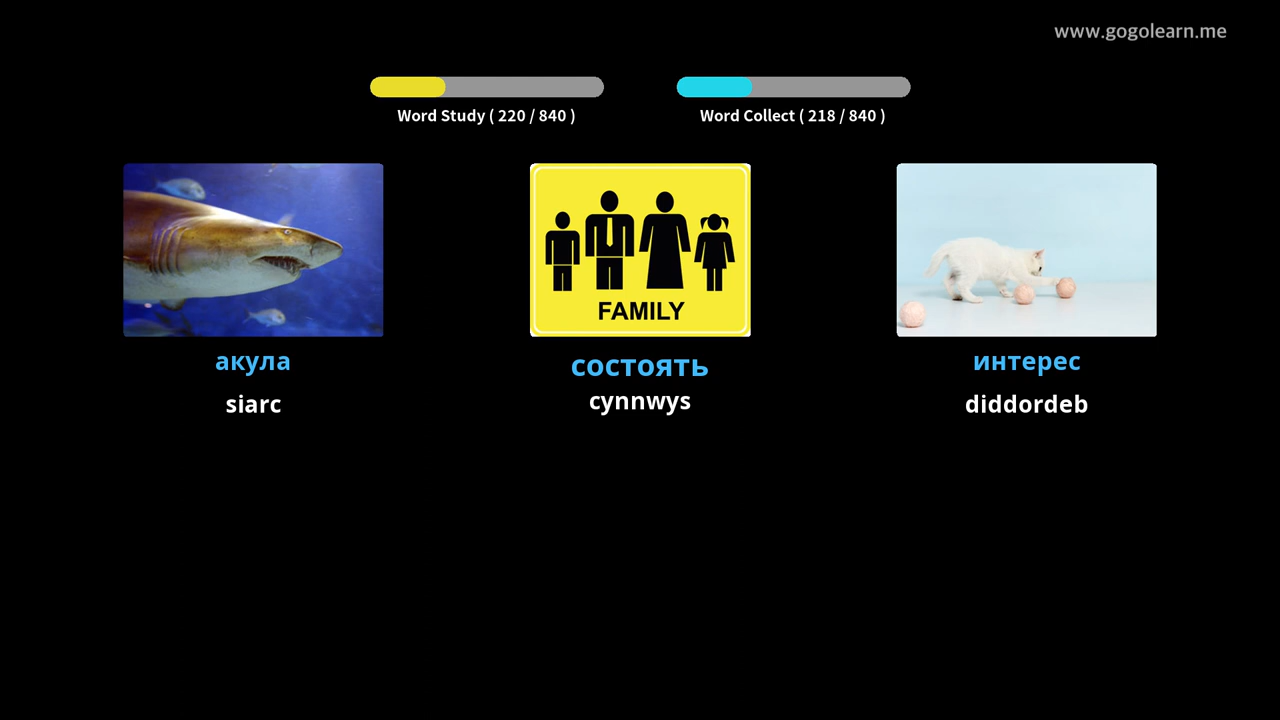 www.gogolearn.me
Word Study ( 220 / 840 )
Word Collect ( 218 / 840 )
FAMILY
акула
состоять
интерес
siarc
cynnwys
diddordeb